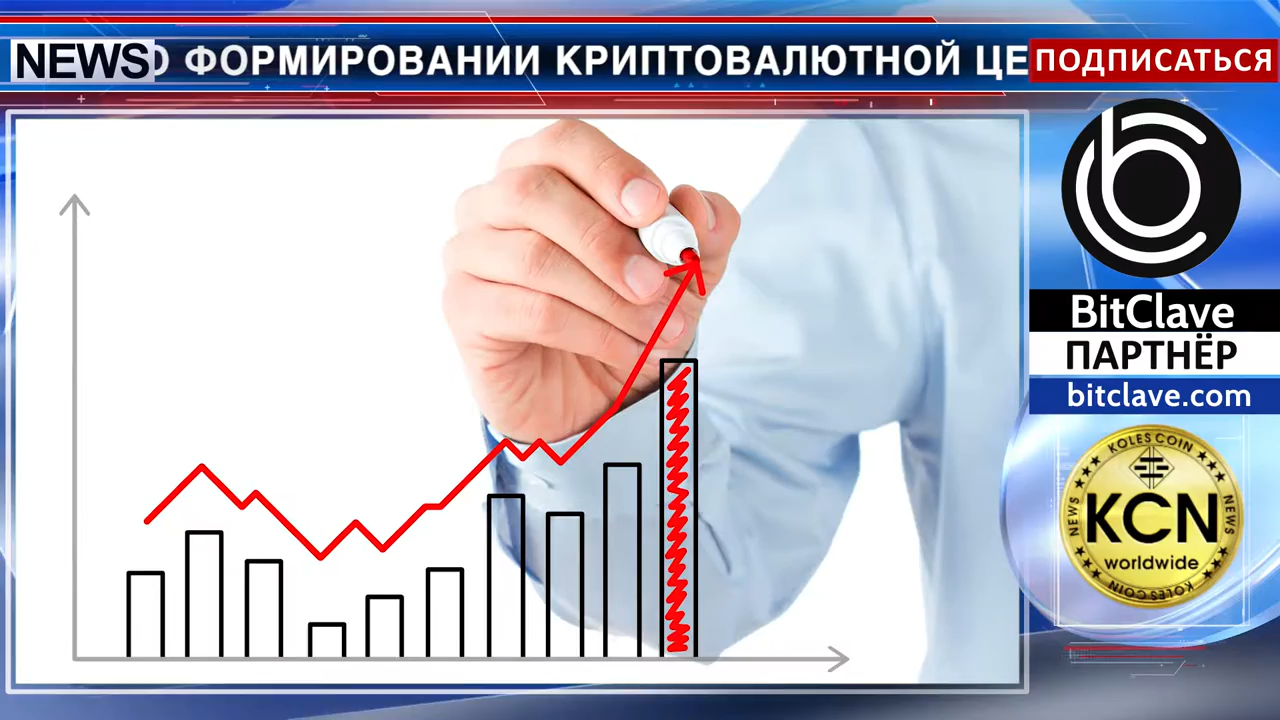 NEWS
О ФОРМИРОВАНИИ КРИПТОВАЛЮТНОЙ ЦЕ
ПОДПИСАТЬСЯ
BitClave
ПАРТНЁР
bitclave.com
KOLES COIN
NEWS
KCN
NEWS
worldwide
KOLES COIN